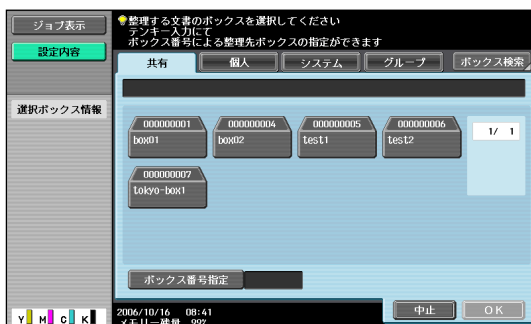 ジョブ表示
設定内容
整理する文書のボックスを選択してください
テンキー入力にて
ボックス番号による整理先ボックスの指定ができます
共有
個人
システム
グループ
ボックス検索
選択ボックス情報
000000001
box01
000000004
box02
000000005
test1
000000006
test2
1/ 1
000000007
tokyo-box1
ボックス番号指定
2006/10/16 08:41
メモリー残量 99%
中止
OK
Y M C K